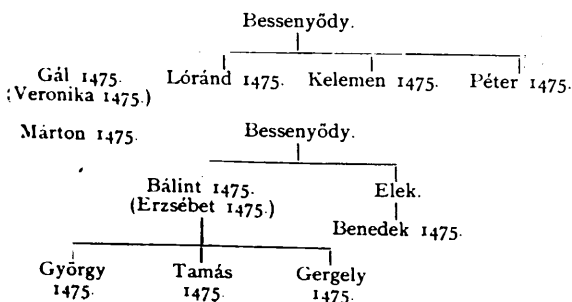 Bessenyődy.
Gál 1475. Lóránd 1475. Kelemen 1475. Péter 1475.
(Veronika 1475.)
Márton 1475. Bessenyődy.
Bálint 1475. Elek.
(Erzsébet 1475.)
Benedek 1475.
György Tamás Gergely
1475. 1475. 1475.